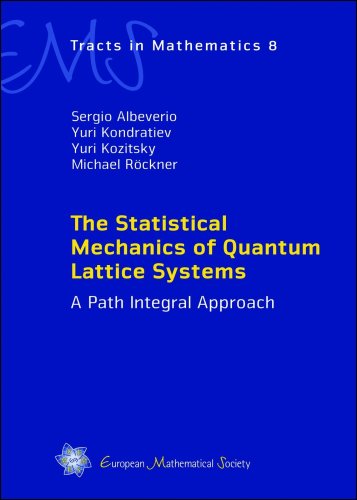 EMS
Tracts in Mathematics 8
Sergio Albeverio
Yuri Kondratiev
Yuri Kozitsky
Michael Röckner
The Statistical
Mechanics of Quantum
Lattice Systems
A Path Integral Approach
European Mathematical Society